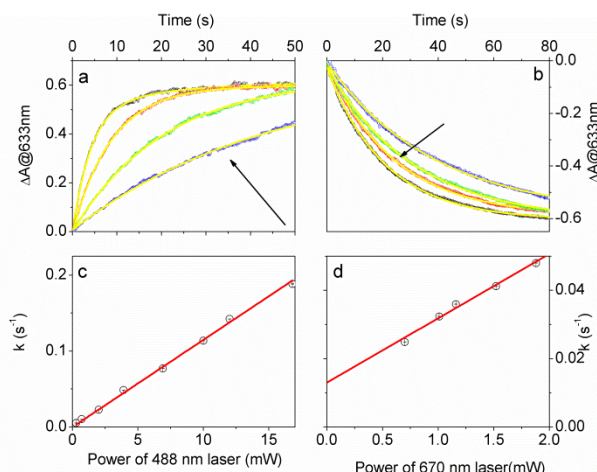 Time (s)
0 10 20 30 40 50
Time (s)
0 20 40 60 80
a
b
0.6
0.4
0.2
0.0
ΔA@633nm
0.0
-0.2
-0.4
-0.6
ΔA@633nm
c
d
0.2
0.1
0.0
k (s⁻¹)
0.04
0.02
0.00
k (s⁻¹)
0 5 10 15
Power of 488 nm laser (mW)
0.0 0.5 1.0 1.5 2.0
Power of 670 nm laser(mW)